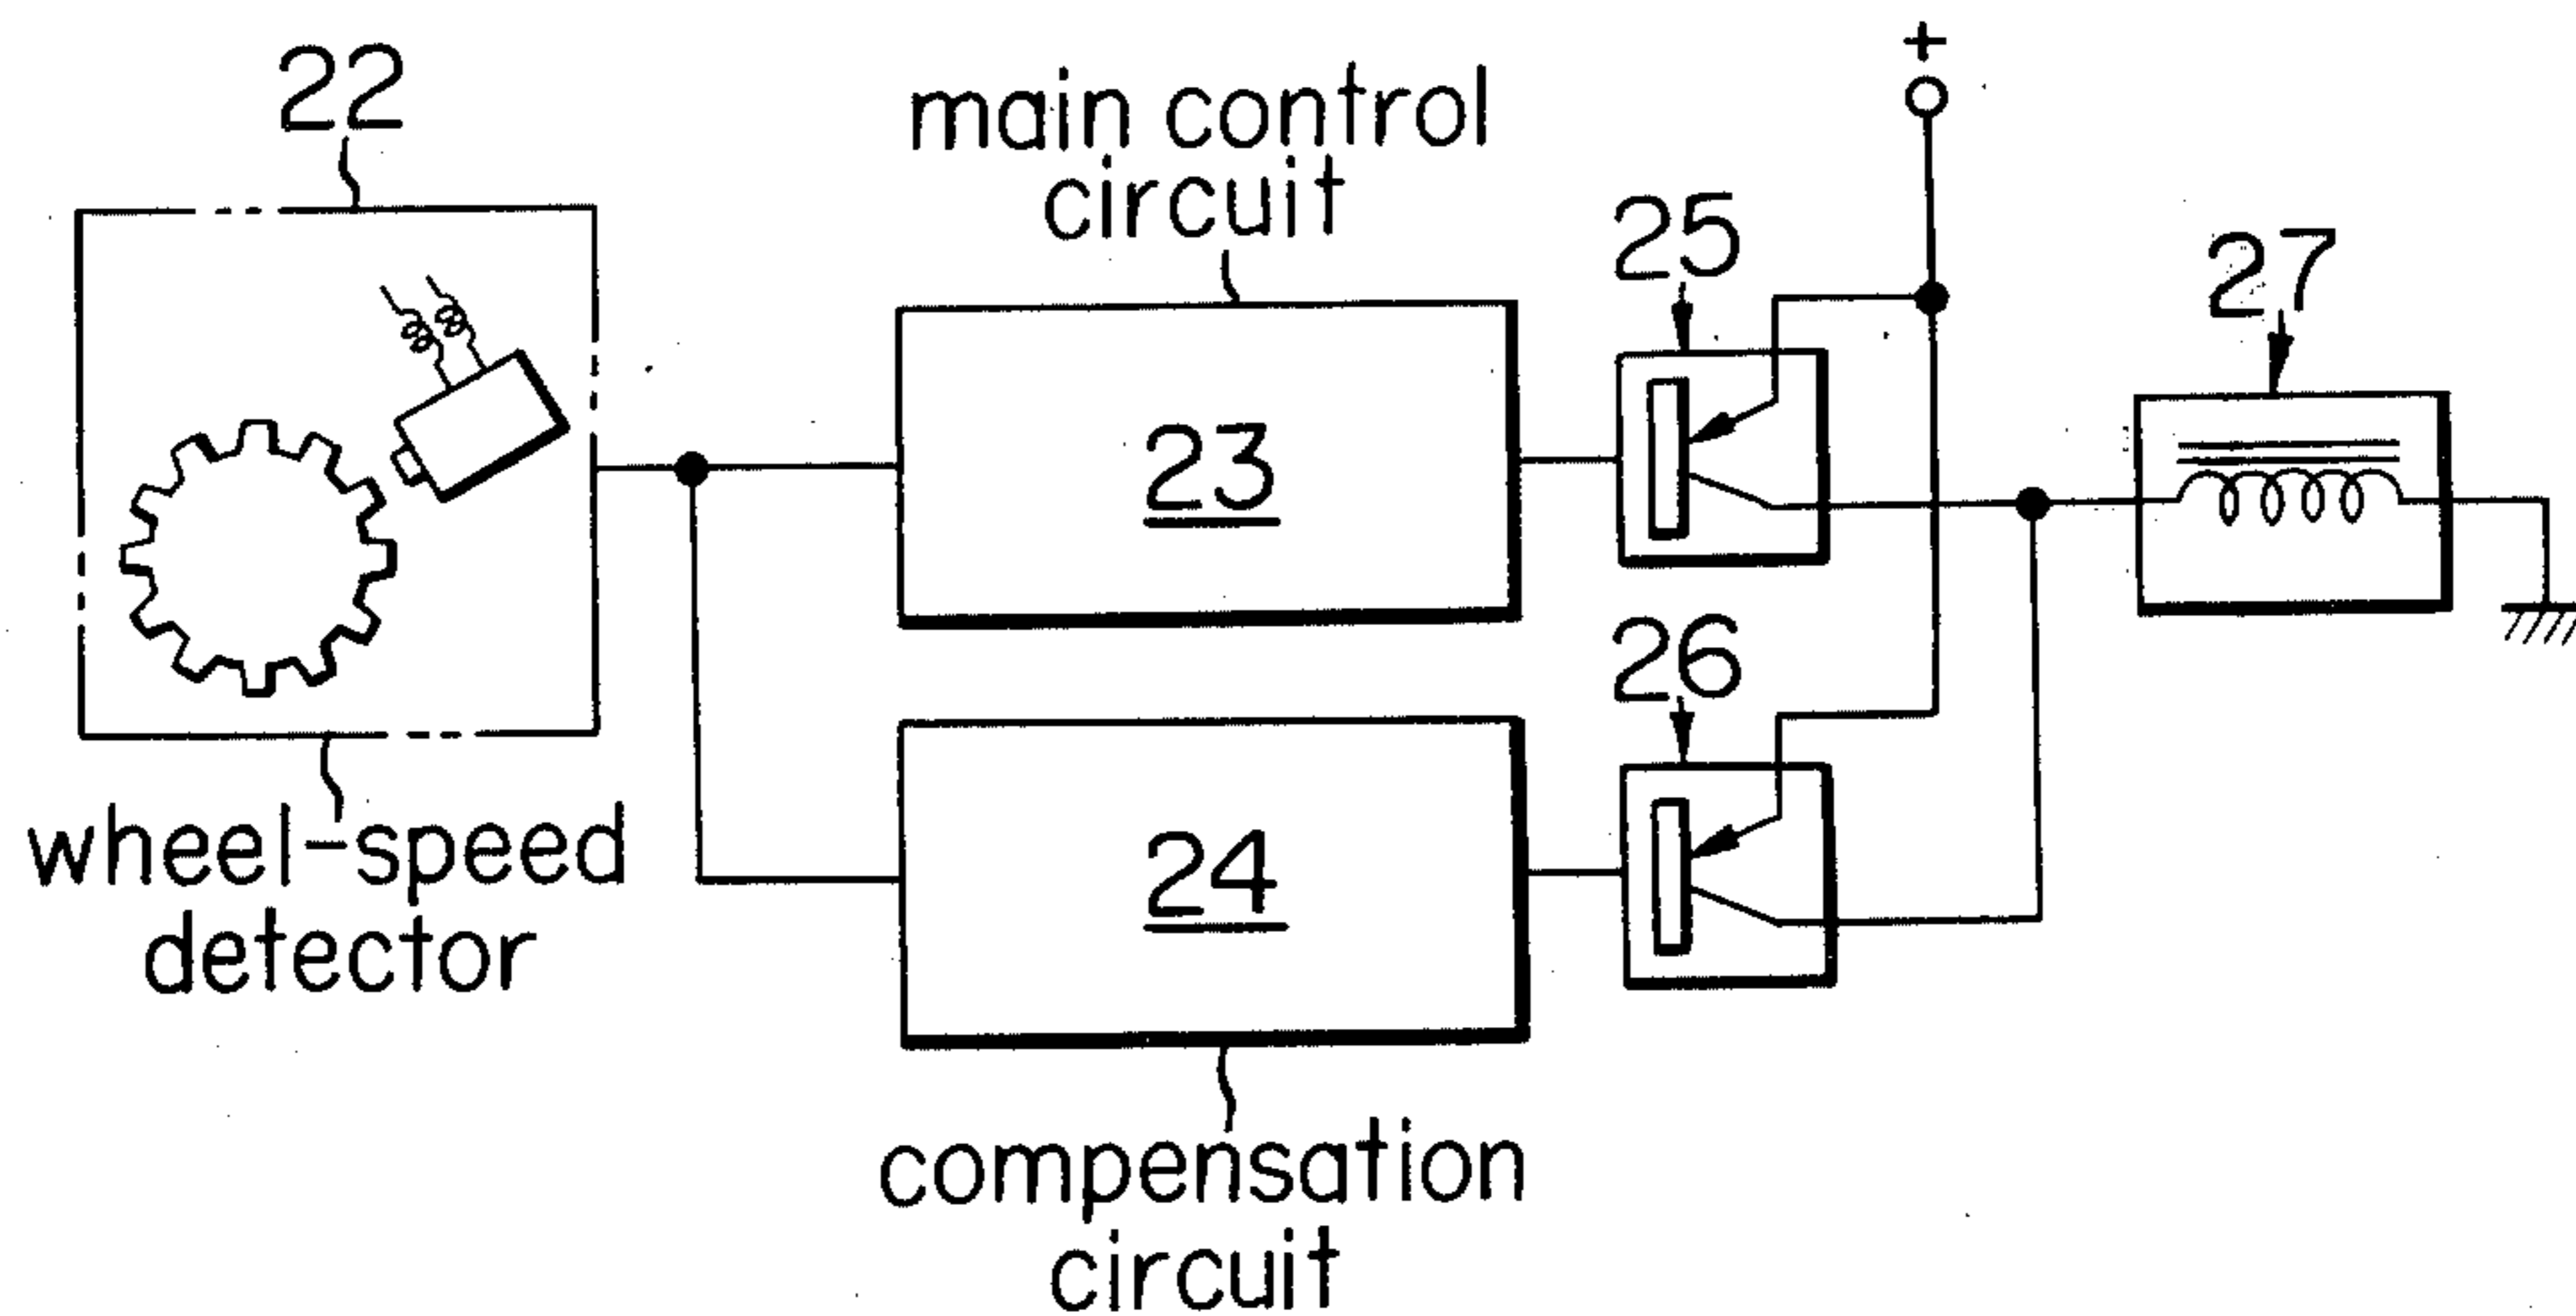 22
main control
circuit
+
25
27
23
26
wheel-speed
detector
24
compensation
circuit